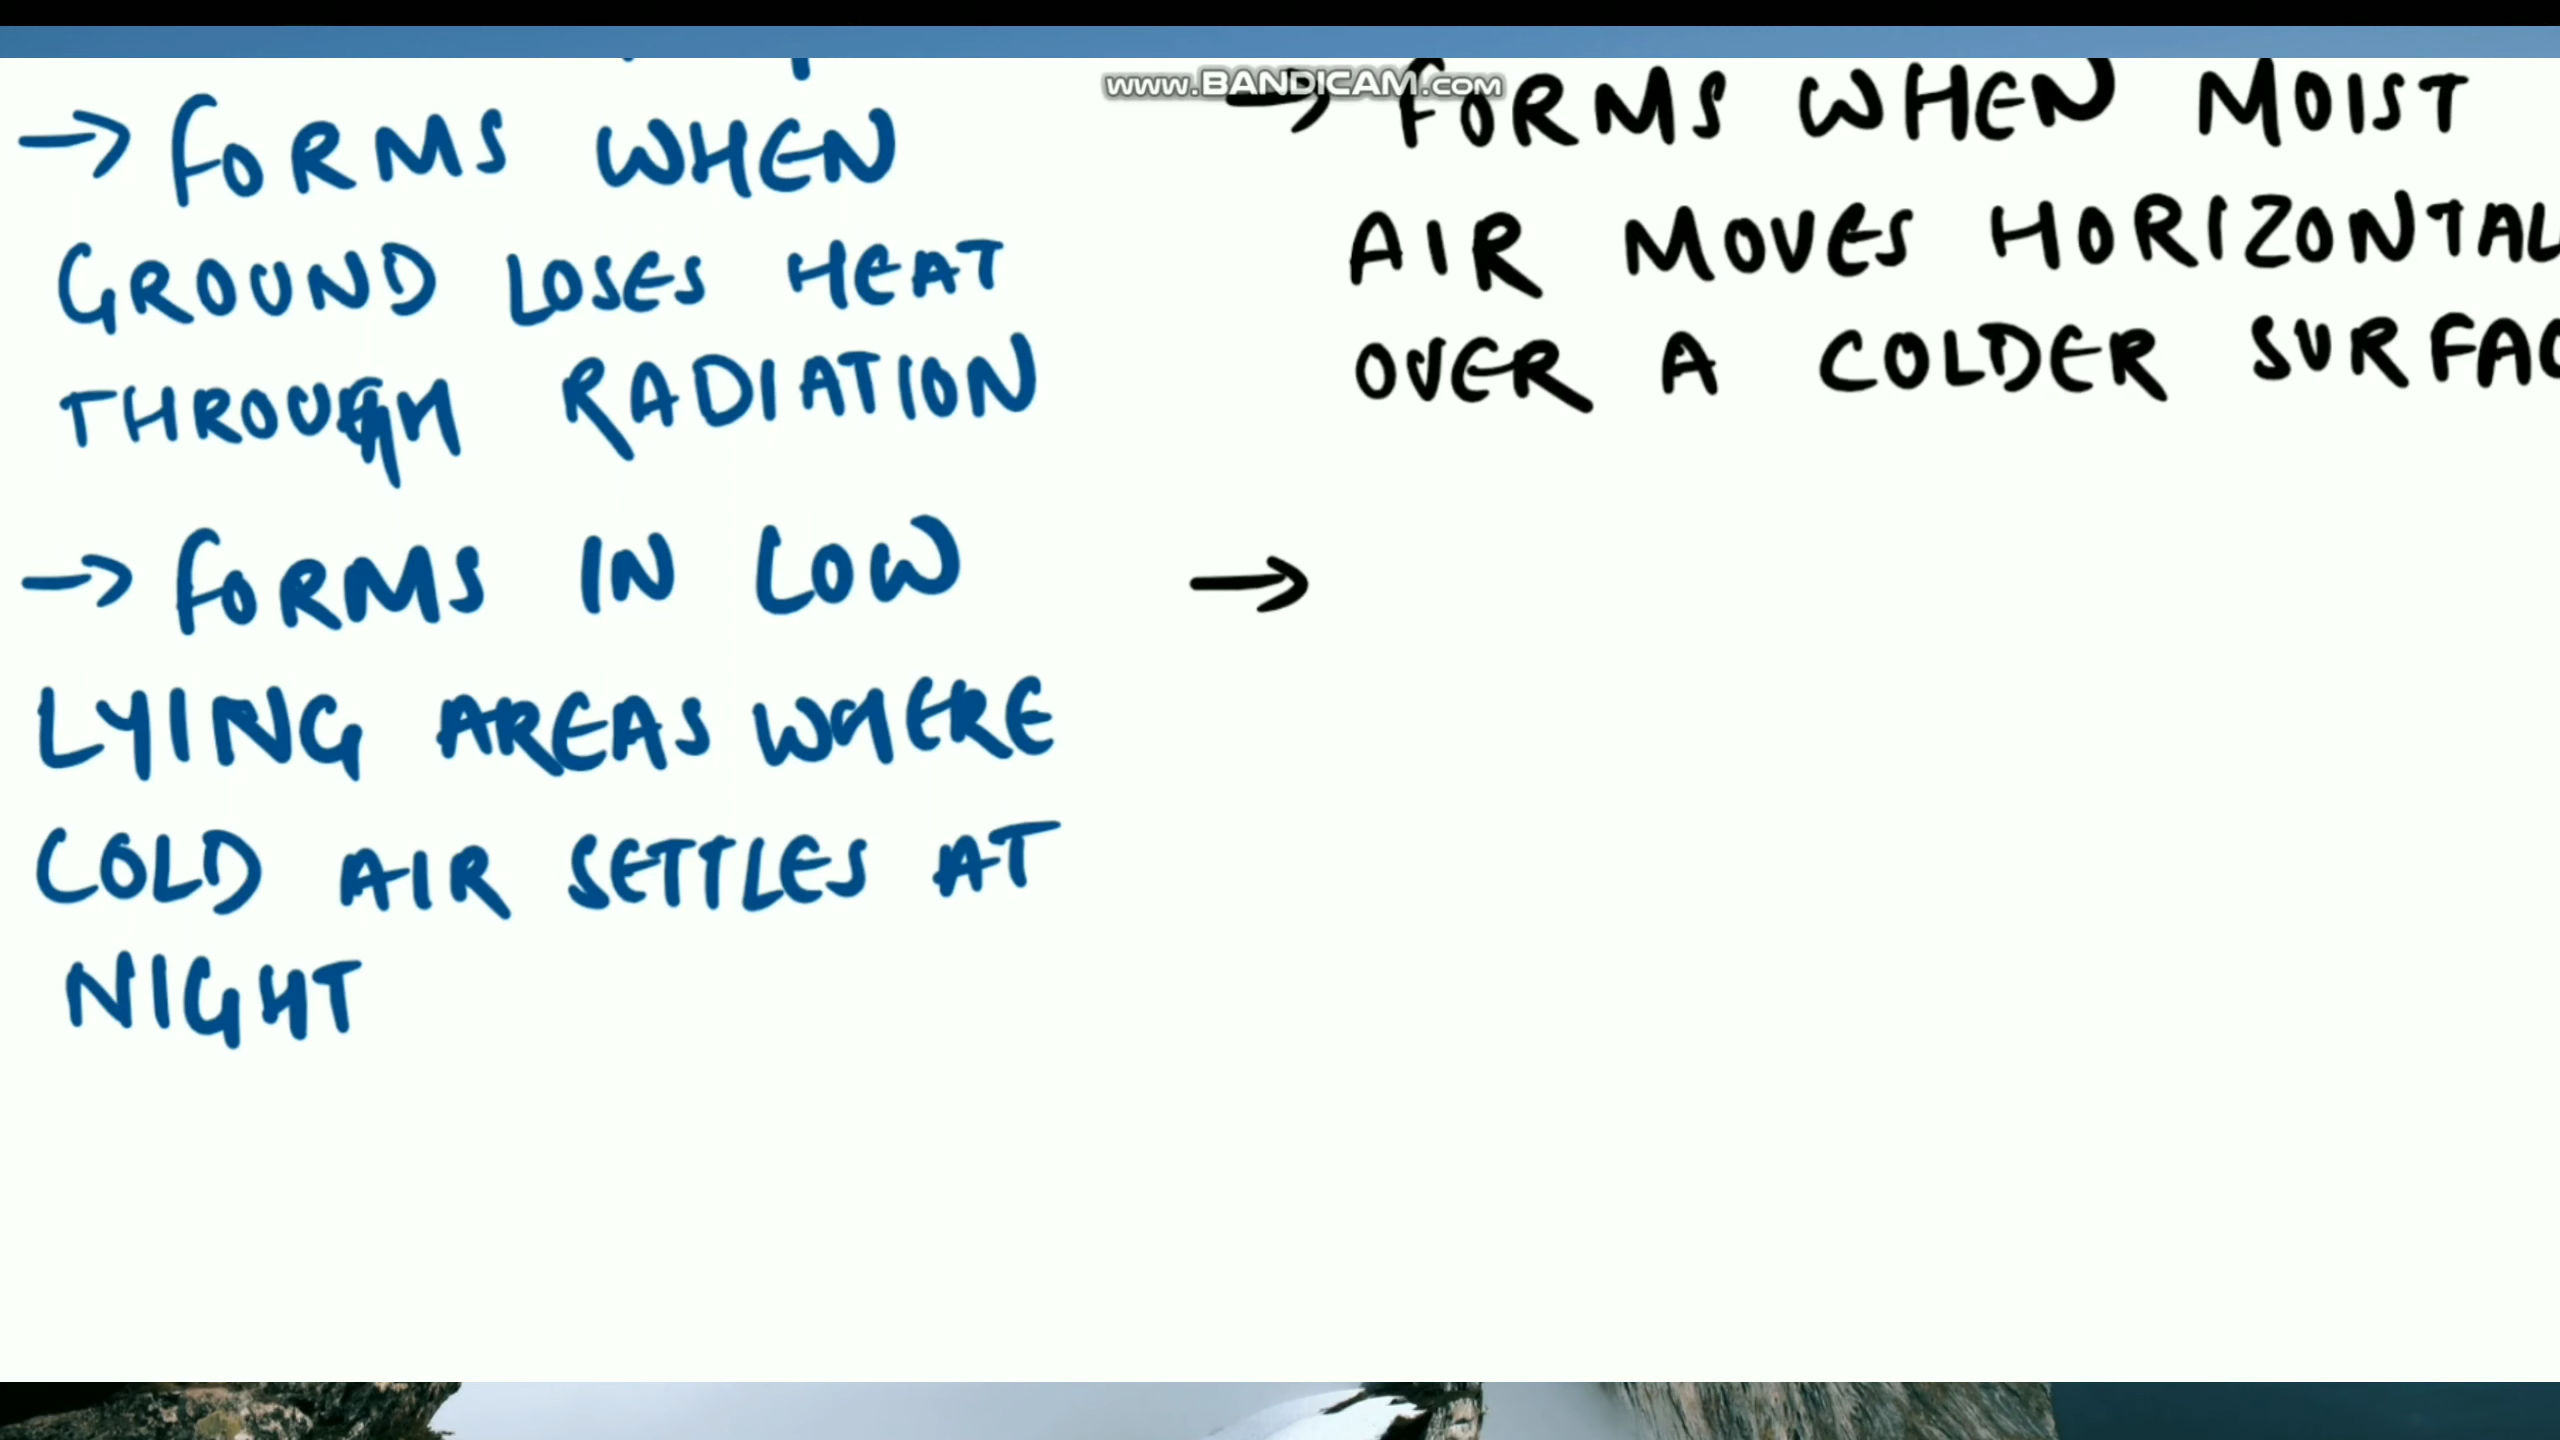 www.BANDICAM.com
→ FORMS WHEN
GROUND LOSES HEAT
THROUGH RADIATION
→ FORMS IN LOW
LYING AREAS WHERE
COLD AIR SETTLES AT
NIGHT
→ FORMS WHEN MOIST
AIR MOVES HORIZONTAL
OVER A COLDER SURFAC
→